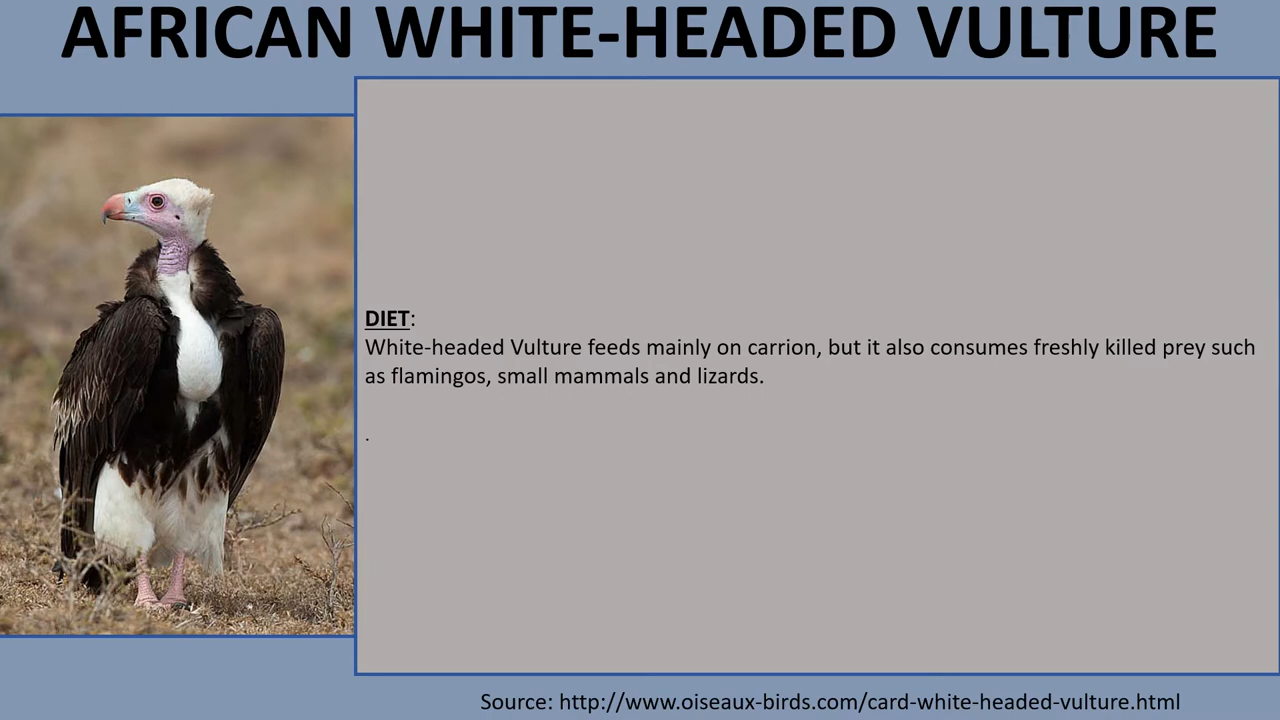 AFRICAN WHITE-HEADED VULTURE
DIET:
White-headed Vulture feeds mainly on carrion, but it also consumes freshly killed prey such
as flamingos, small mammals and lizards.
.
Source: http://www.oiseaux-birds.com/card-white-headed-vulture.html